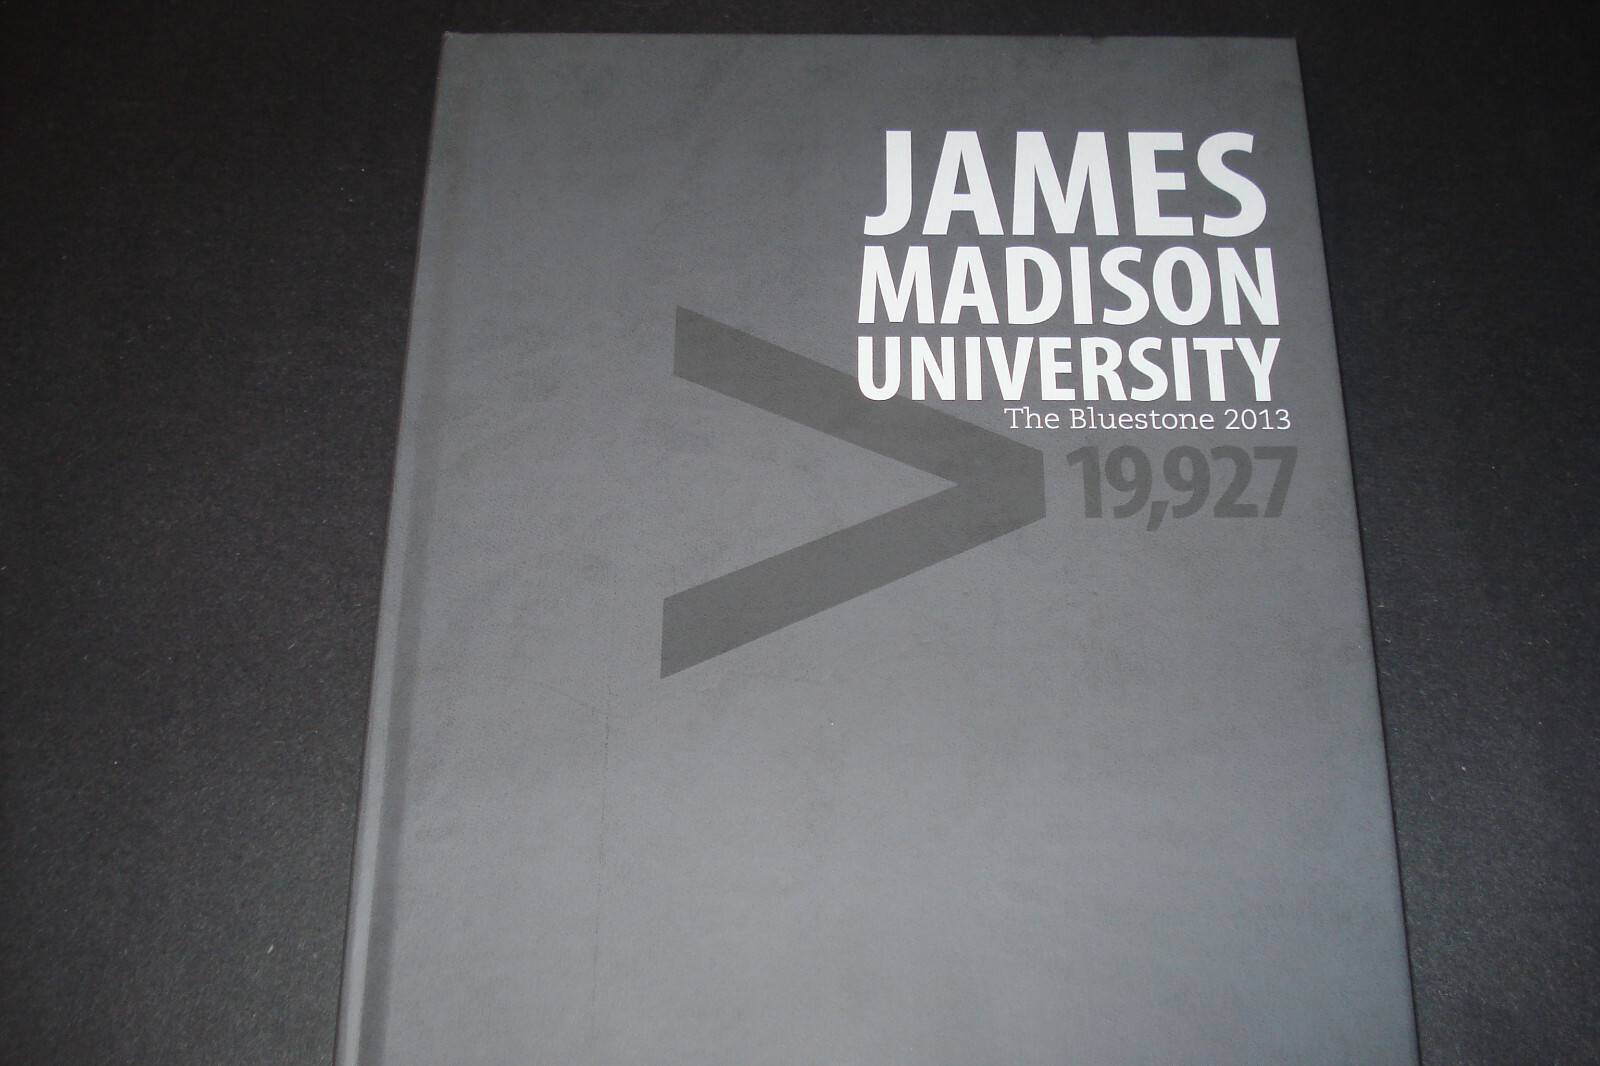 JAMES
MADISON
UNIVERSITY
The Bluestone 2013
> 19,927